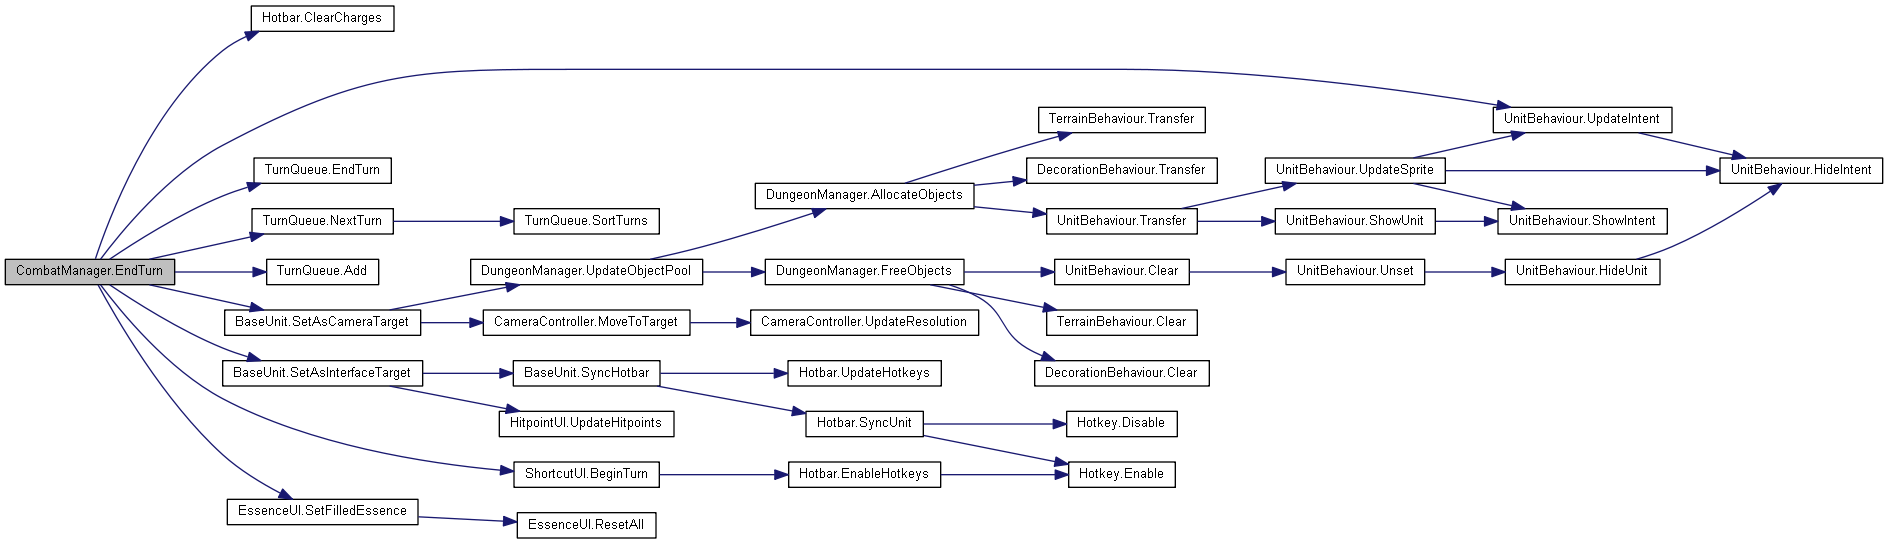 Hotbar.ClearCharges
TerrainBehaviour.Transfer
UnitBehaviour.UpdateIntent
TurnQueue.EndTurn
DecorationBehaviour.Transfer
UnitBehaviour.UpdateSprite
UnitBehaviour.HideIntent
DungeonManager.AllocateObjects
TurnQueue.NextTurn
TurnQueue.SortTurns
UnitBehaviour.Transfer
UnitBehaviour.ShowUnit
UnitBehaviour.ShowIntent
CombatManager.EndTurn
TurnQueue.Add
DungeonManager.UpdateObjectPool
DungeonManager.FreeObjects
UnitBehaviour.Clear
UnitBehaviour.Unset
UnitBehaviour.HideUnit
BaseUnit.SetAsCameraTarget
CameraController.MoveToTarget
CameraController.UpdateResolution
TerrainBehaviour.Clear
BaseUnit.SetAsInterfaceTarget
BaseUnit.SyncHotbar
Hotbar.UpdateHotkeys
DecorationBehaviour.Clear
HitpointUI.UpdateHitpoints
Hotbar.SyncUnit
Hotkey.Disable
ShortcutUI.BeginTurn
Hotbar.EnableHotkeys
Hotkey.Enable
EssenceUI.SetFilledEssence
EssenceUI.ResetAll